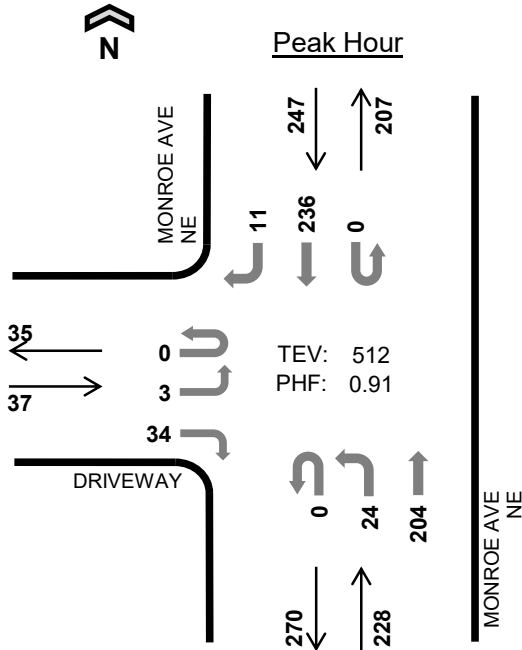 N
Peak Hour
247
207
MONROE AVE
NE
11
236
0
35
0
37
3
34
TEV: 512
PHF: 0.91
DRIVEWAY
0
24
204
MONROE AVE
NE
270
228